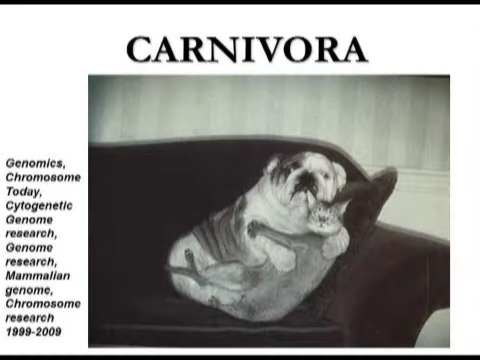 CARNIVORA
Genomics,
Chromosome
Today,
Cytogenetic
Genome
research,
Genome
research,
Mammalian
genome,
Chromosome
research
1999-2009